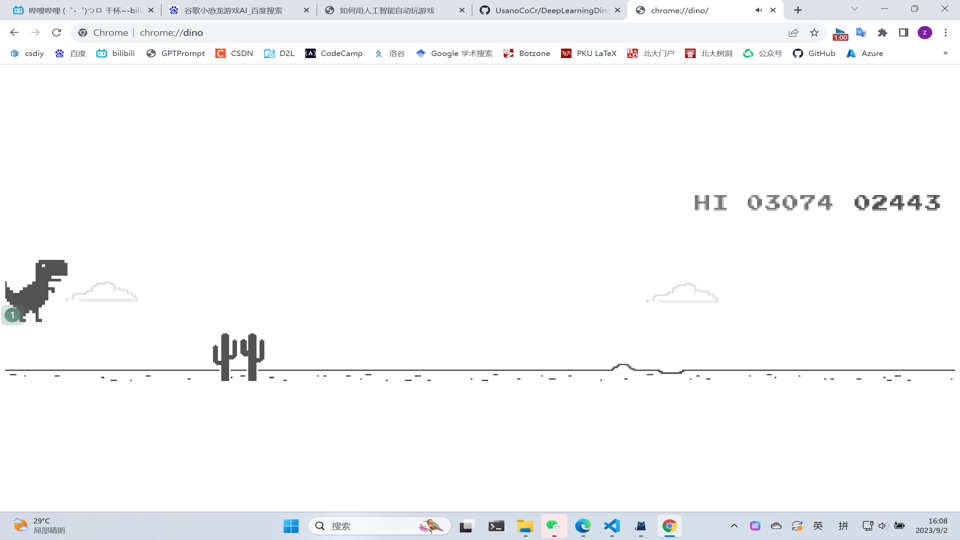 哔哩哔哩 (゜-゜)つロ 干杯~-bili
谷歌小恐龙游戏AI_百度搜索
如何用人工智能自动玩游戏
UsanoCoCr/DeepLearningDin
chrome://dino/
Chrome | chrome://dino
1.00
z
csdiy
百度
bilibili
GPTPrompt
CSDN
D2L
CodeCamp
洛谷
Google 学术搜索
Botzone
PKU LaTeX
北大门户
北大树洞
公众号
GitHub
Azure
»
HI 03074 02443
1
29°C
局部晴朗
搜索
英
拼
16:08
2023/9/2